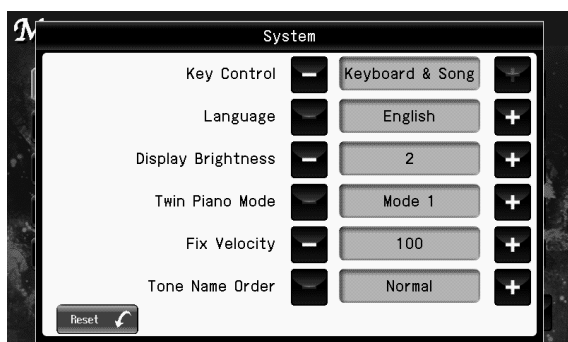 System
Key Control Keyboard & Song
Language English
Display Brightness 2
Twin Piano Mode Mode 1
Fix Velocity 100
Tone Name Order Normal
Reset